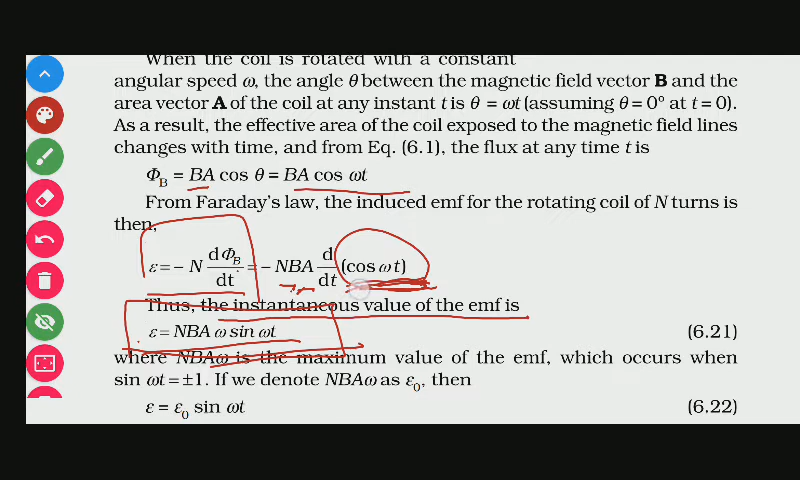 When the coil is rotated with a constant
angular speed ω, the angle θ between the magnetic field vector B and the
area vector A of the coil at any instant t is θ = ωt (assuming θ = 0° at t = 0).
As a result, the effective area of the coil exposed to the magnetic field lines
changes with time, and from Eq. (6.1), the flux at any time t is
Φ_B = BA cos θ = BA cos ωt
From Faraday's law, the induced emf for the rotating coil of N turns is
then,
ε = – N dΦ_B/dt = – NBA d/dt (cos ω t)
Thus, the instantaneous value of the emf is
ε = NBA ω sin ωt (6.21)
where NBAω is the maximum value of the emf, which occurs when
sin ωt = ±1. If we denote NBAω as ε₀, then
ε = ε₀ sin ωt (6.22)